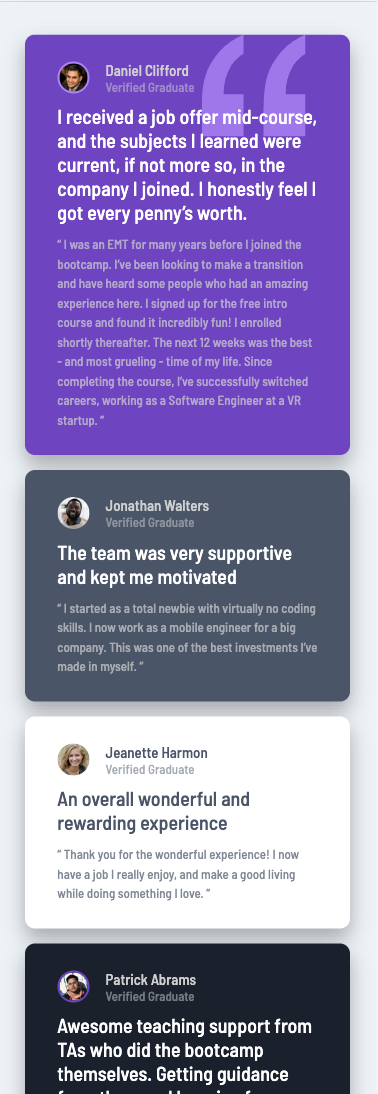 Daniel Clifford
Verified Graduate
I received a job offer mid-course,
and the subjects I learned were
current, if not more so, in the
company I joined. I honestly feel I
got every penny’s worth.
“ I was an EMT for many years before I joined the
bootcamp. I’ve been looking to make a transition
and have heard some people who had an amazing
experience here. I signed up for the free intro
course and found it incredibly fun! I enrolled
shortly thereafter. The next 12 weeks was the best
- and most grueling - time of my life. Since
completing the course, I’ve successfully switched
careers, working as a Software Engineer at a VR
startup. ”
Jonathan Walters
Verified Graduate
The team was very supportive
and kept me motivated
“ I started as a total newbie with virtually no coding
skills. I now work as a mobile engineer for a big
company. This was one of the best investments I’ve
made in myself. ”
Jeanette Harmon
Verified Graduate
An overall wonderful and
rewarding experience
“ Thank you for the wonderful experience! I now
have a job I really enjoy, and make a good living
while doing something I love. ”
Patrick Abrams
Verified Graduate
Awesome teaching support from
TAs who did the bootcamp
themselves. Getting guidance